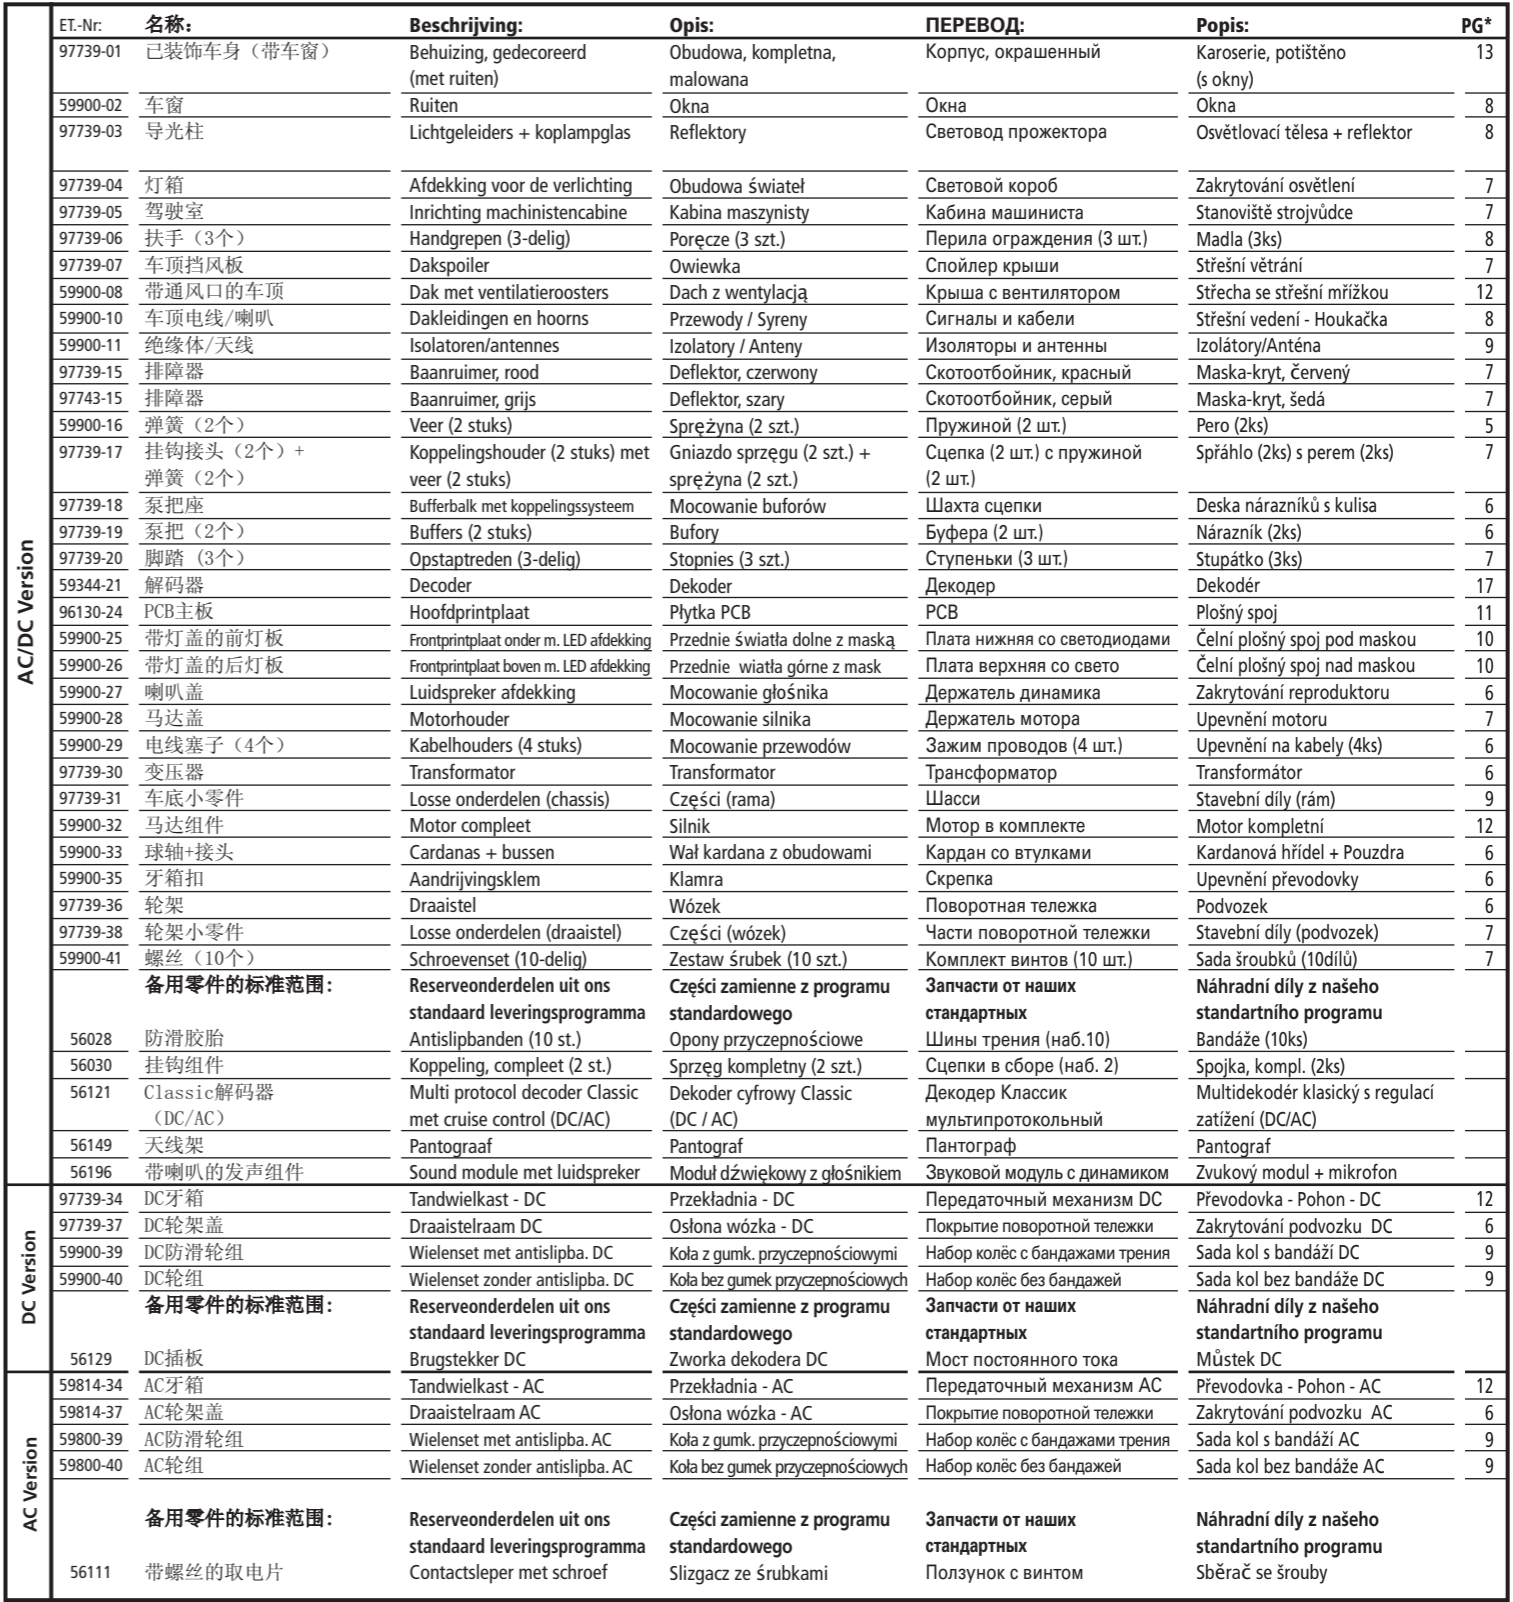 ET.-Nr: 名称： Beschrijving: Opis: ПЕРЕВОД: Popis: PG*
AC/DC Version
97739-01 已装饰车身（带车窗） Behuizing, gedecoreerd Obudowa, kompletna, Корпус, окрашенный Karoserie, potištěno 13
(met ruiten) malowana (s okny)
59900-02 车窗 Ruiten Okna Окна Okna 8
97739-03 导光柱 Lichtgeleiders + koplampglas Reflektory Световод прожектора Osvětlovací tělesa + reflektor 8
97739-04 灯箱 Afdekking voor de verlichting Obudowa świateł Световой короб Zakrytování osvětlení 7
97739-05 驾驶室 Inrichting machinistencabine Kabina maszynisty Кабина машиниста Stanoviště strojvůdce 7
97739-06 扶手（3个） Handgrepen (3-delig) Poręcze (3 szt.) Перила ограждения (3 шт.) Madla (3ks) 8
97739-07 车顶挡风板 Dakspoiler Owiewka Спойлер крыши Střešní větrání 7
59900-08 带通风口的车顶 Dak met ventilatieroosters Dach z wentylacją Крыша с вентилятором Střecha se střešní mřížkou 12
59900-10 车顶电线/喇叭 Dakleidingen en hoorns Przewody / Syreny Сигналы и кабели Střešní vedení - Houkačka 8
59900-11 绝缘体/天线 Isolatoren/antennes Izolatory / Anteny Изоляторы и антенны Izolátory/Anténa 9
97739-15 排障器 Baanruimer, rood Deflektor, czerwony Скотоотбойник, красный Maska-kryt, červený 7
97743-15 排障器 Baanruimer, grijs Deflektor, szary Скотоотбойник, серый Maska-kryt, šedá 7
59900-16 弹簧（2个） Veer (2 stuks) Sprężyna (2 szt.) Пружиной (2 шт.) Pero (2ks) 5
97739-17 挂钩接头（2个）+ Koppelingshouder (2 stuks) met Gniazdo sprzęgu (2 szt.) + Сцепка (2 шт.) с пружиной Spřáhlo (2ks) s perem (2ks) 7
弹簧（2个） veer (2 stuks) sprężyna (2 szt.) (2 шт.)
97739-18 泵把座 Bufferbalk met koppelingssysteem Mocowanie buforów Шахта сцепки Deska nárazníků s kulisa 6
97739-19 泵把（2个） Buffers (2 stuks) Bufory Буфера (2 шт.) Nárazník (2ks) 6
97739-20 脚踏 (3个） Opstaptreden (3-delig) Stopnies (3 szt.) Ступеньки (3 шт.) Stupátko (3ks) 7
59344-21 解码器 Decoder Dekoder Декодер Dekodér 17
96130-24 PCB主板 Hoofdprintplaat Płytka PCB PCB Plošný spoj 11
59900-25 带灯盖的前灯板 Frontprintplaat onder m. LED afdekking Przednie światła dolne z maską Плата нижняя со светодиодами Čelní plošný spoj pod maskou 10
59900-26 带灯盖的后灯板 Frontprintplaat boven m. LED afdekking Przednie wiatła górne z mask Плата верхняя со свето Čelní plošný spoj nad maskou 10
59900-27 喇叭盖 Luidspreker afdekking Mocowanie głośnika Держатель динамика Zakrytování reproduktoru 6
59900-28 马达盖 Motorhouder Mocowanie silnika Держатель мотора Upevnění motoru 7
59900-29 电线塞子（4个） Kabelhouders (4 stuks) Mocowanie przewodów Зажим проводов (4 шт.) Upevnění na kabely (4ks) 6
97739-30 变压器 Transformator Transformator Трансформатор Transformátor 6
97739-31 车底小零件 Losse onderdelen (chassis) Części (rama) Шасси Stavební díly (rám) 9
59900-32 马达组件 Motor compleet Silnik Мотор в комплекте Motor kompletní 12
59900-33 球轴+接头 Cardanas + bussen Wał kardana z obudowami Кардан со втулками Kardanová hřídel + Pouzdra 6
59900-35 牙箱扣 Aandrijvingsklem Klamra Скрепка Upevnění převodovky 6
97739-36 轮架 Draaistel Wózek Поворотная тележка Podvozek 6
97739-38 轮架小零件 Losse onderdelen (draaistel) Części (wózek) Части поворотной тележки Stavební díly (podvozek) 7
59900-41 螺丝（10个） Schroevenset (10-delig) Zestaw śrubek (10 szt.) Комплект винтов (10 шт.) Sada šroubků (10dílů) 7
备用零件的标准范围： Reserveonderdelen uit ons Części zamienne z programu Запчасти от наших Náhradní díly z našeho
standaard leveringsprogramma standardowego стандартных standartního programu
56028 防滑胶胎 Antislipbanden (10 st.) Opony przyczepnościowe Шины трения (наб.10) Bandáže (10ks)
56030 挂钩组件 Koppeling, compleet (2 st.) Sprzęg kompletny (2 szt.) Сцепки в сборе (наб. 2) Spojka, kompl. (2ks)
56121 Classic解码器 Multi protocol decoder Classic Dekoder cyfrowy Classic Декодер Классик Multidekodér klasický s regulací
（DC/AC） met cruise control (DC/AC) (DC / AC) мультипротокольный zatížení (DC/AC)
56149 天线架 Pantograaf Pantograf Пантограф Pantograf
56196 带喇叭的发声组件 Sound module met luidspreker Moduł dźwiękowy z głośnikiem Звуковой модуль с динамиком Zvukový modul + mikrofon
DC Version
97739-34 DC牙箱 Tandwielkast - DC Przekładnia - DC Передаточный механизм DC Převodovka - Pohon - DC 12
97739-37 DC轮架盖 Draaistelraam DC Osłona wózka - DC Покрытие поворотной тележки Zakrytování podvozku DC 6
59900-39 DC防滑轮组 Wielenset met antislipba. DC Koła z gumk. przyczepnościowymi Набор колёс с бандажами трения Sada kol s bandáží DC 9
59900-40 DC轮组 Wielenset zonder antislipba. DC Koła bez gumek przyczepnościowych Набор колёс без бандажей Sada kol bez bandáže DC 9
备用零件的标准范围： Reserveonderdelen uit ons Części zamienne z programu Запчасти от наших Náhradní díly z našeho
standaard leveringsprogramma standardowego стандартных standartního programu
56129 DC插板 Brugstekker DC Zworka dekodera DC Мост постоянного тока Můstek DC
AC Version
59814-34 AC牙箱 Tandwielkast - AC Przekładnia - AC Передаточный механизм AC Převodovka - Pohon - AC 12
59814-37 AC轮架盖 Draaistelraam AC Osłona wózka - AC Покрытие поворотной тележки Zakrytování podvozku AC 6
59800-39 AC防滑轮组 Wielenset met antislipba. AC Koła z gumk. przyczepnościowymi Набор колёс с бандажами трения Sada kol s bandáží AC 9
59800-40 AC轮组 Wielenset zonder antislipba. AC Koła bez gumek przyczepnościowych Набор колёс без бандажей Sada kol bez bandáže AC 9
备用零件的标准范围： Reserveonderdelen uit ons Części zamienne z programu Запчасти от наших Náhradní díly z našeho
standaard leveringsprogramma standardowego стандартных standartního programu
56111 带螺丝的取电片 Contactsleper met schroef Slizgacz ze śrubkami Ползунок с винтом Sběrač se šrouby